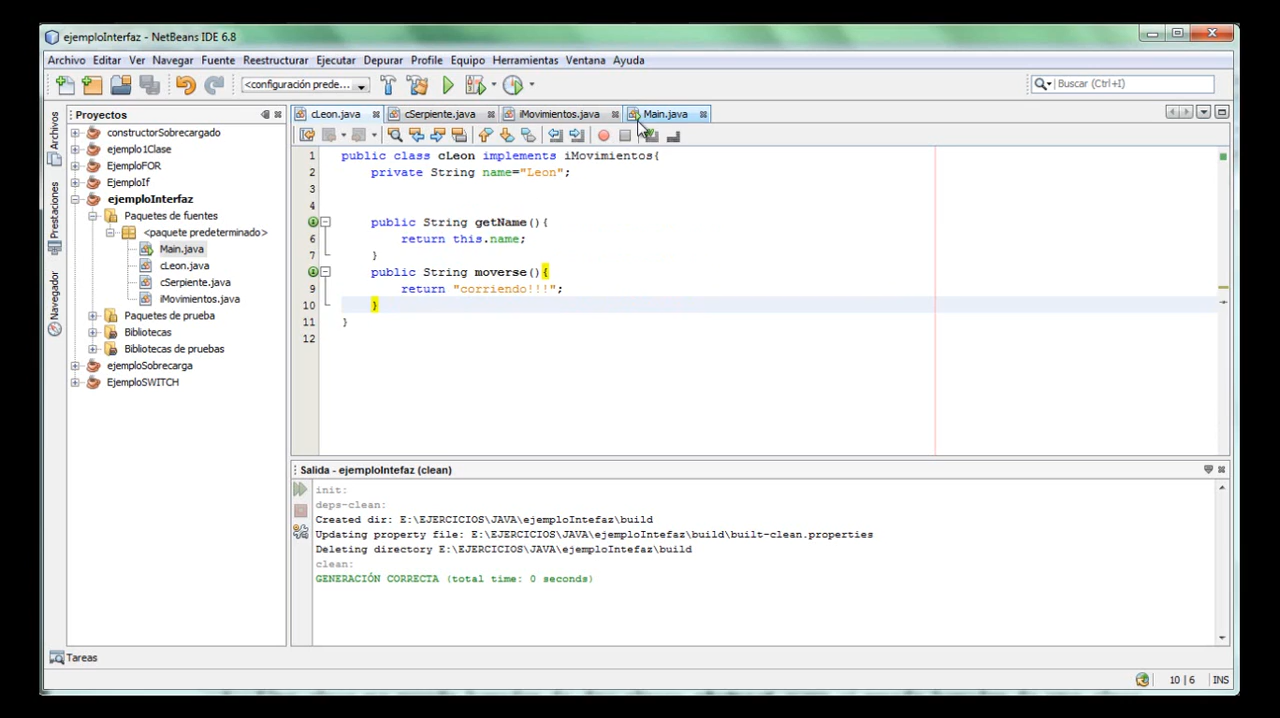 ejemploInterfaz - NetBeans IDE 6.8
Archivo Editar Ver Navegar Fuente Reestructurar Ejecutar Depurar Profile Equipo Herramientas Ventana Ayuda
<configuración prede...
Buscar (Ctrl+I)
Archivos
Prestaciones
Navegador
Proyectos
constructorSobrecargado
ejemplo1Clase
EjemploFOR
EjemploIf
ejemploInterfaz
Paquetes de fuentes
<paquete predeterminado>
Main.java
cLeon.java
cSerpiente.java
iMovimientos.java
Paquetes de prueba
Bibliotecas
Bibliotecas de pruebas
ejemploSobrecarga
EjemploSWITCH
cLeon.java cSerpiente.java iMovimientos.java Main.java
1 public class cLeon implements iMovimientos{
2 private String name="Leon";
3
4
public String getName(){
6 return this.name;
7 }
public String moverse(){
9 return "corriendo!!!";
10 }
11 }
12
Salida - ejemploIntefaz (clean)
init:
deps-clean:
Created dir: E:\EJERCICIOS\JAVA\ejemploIntefaz\build
Updating property file: E:\EJERCICIOS\JAVA\ejemploIntefaz\build\built-clean.properties
Deleting directory E:\EJERCICIOS\JAVA\ejemploIntefaz\build
clean:
GENERACIÓN CORRECTA (total time: 0 seconds)
Tareas
10 | 6 INS